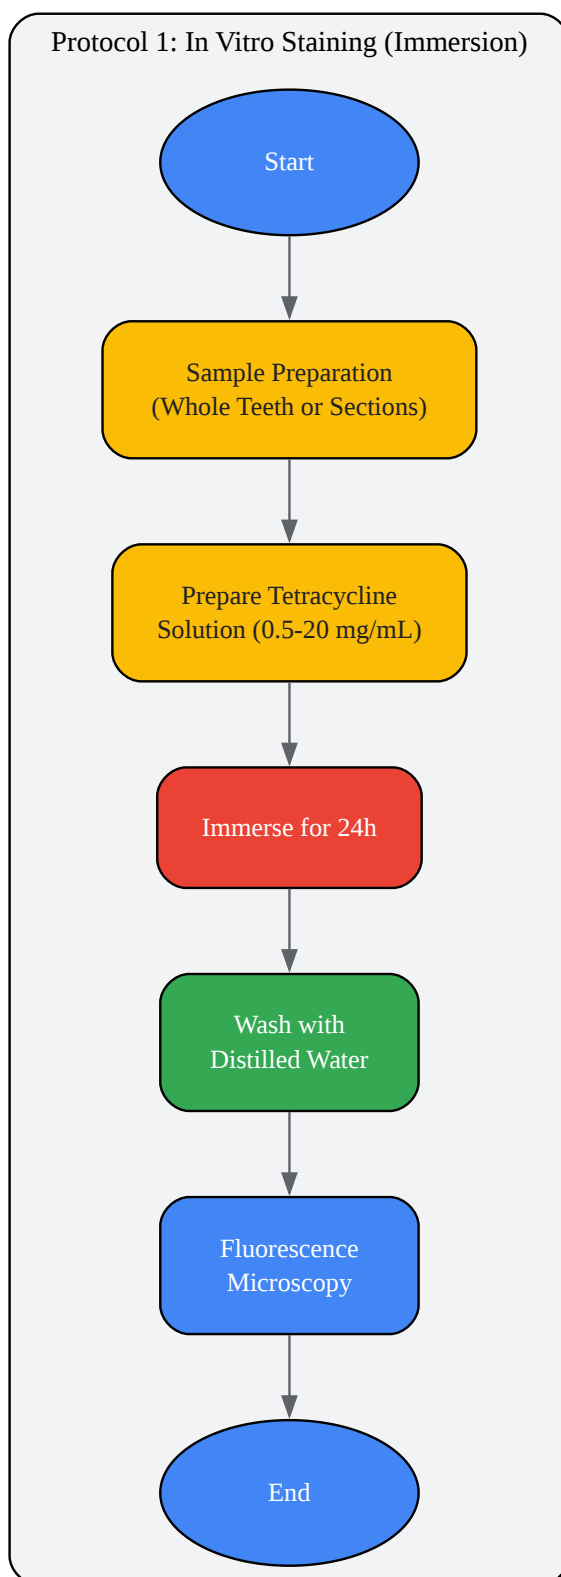 Protocol 1: In Vitro Staining (Immersion)
Start
Sample Preparation
(Whole Teeth or Sections)
Prepare Tetracycline
Solution (0.5-20 mg/mL)
Immerse for 24h
Wash with
Distilled Water
Fluorescence
Microscopy
End